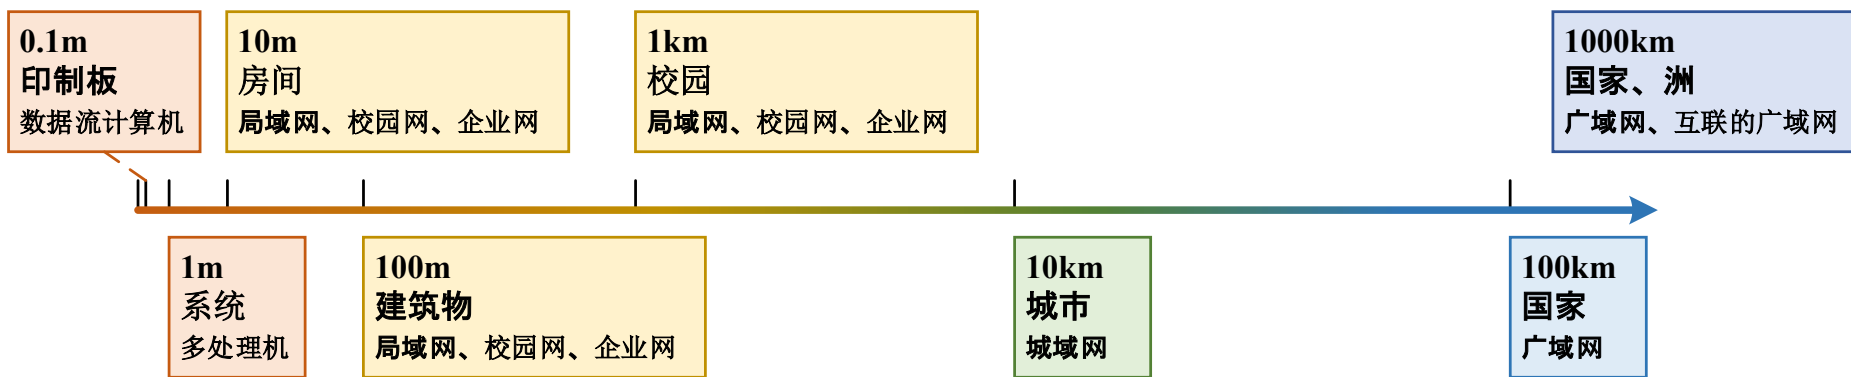 0.1m
印制板
数据流计算机
10m
房间
局域网、校园网、企业网
1km
校园
局域网、校园网、企业网
1000km
国家、洲
广域网、互联的广域网
1m
系统
多处理机
100m
建筑物
局域网、校园网、企业网
10km
城市
城域网
100km
国家
广域网